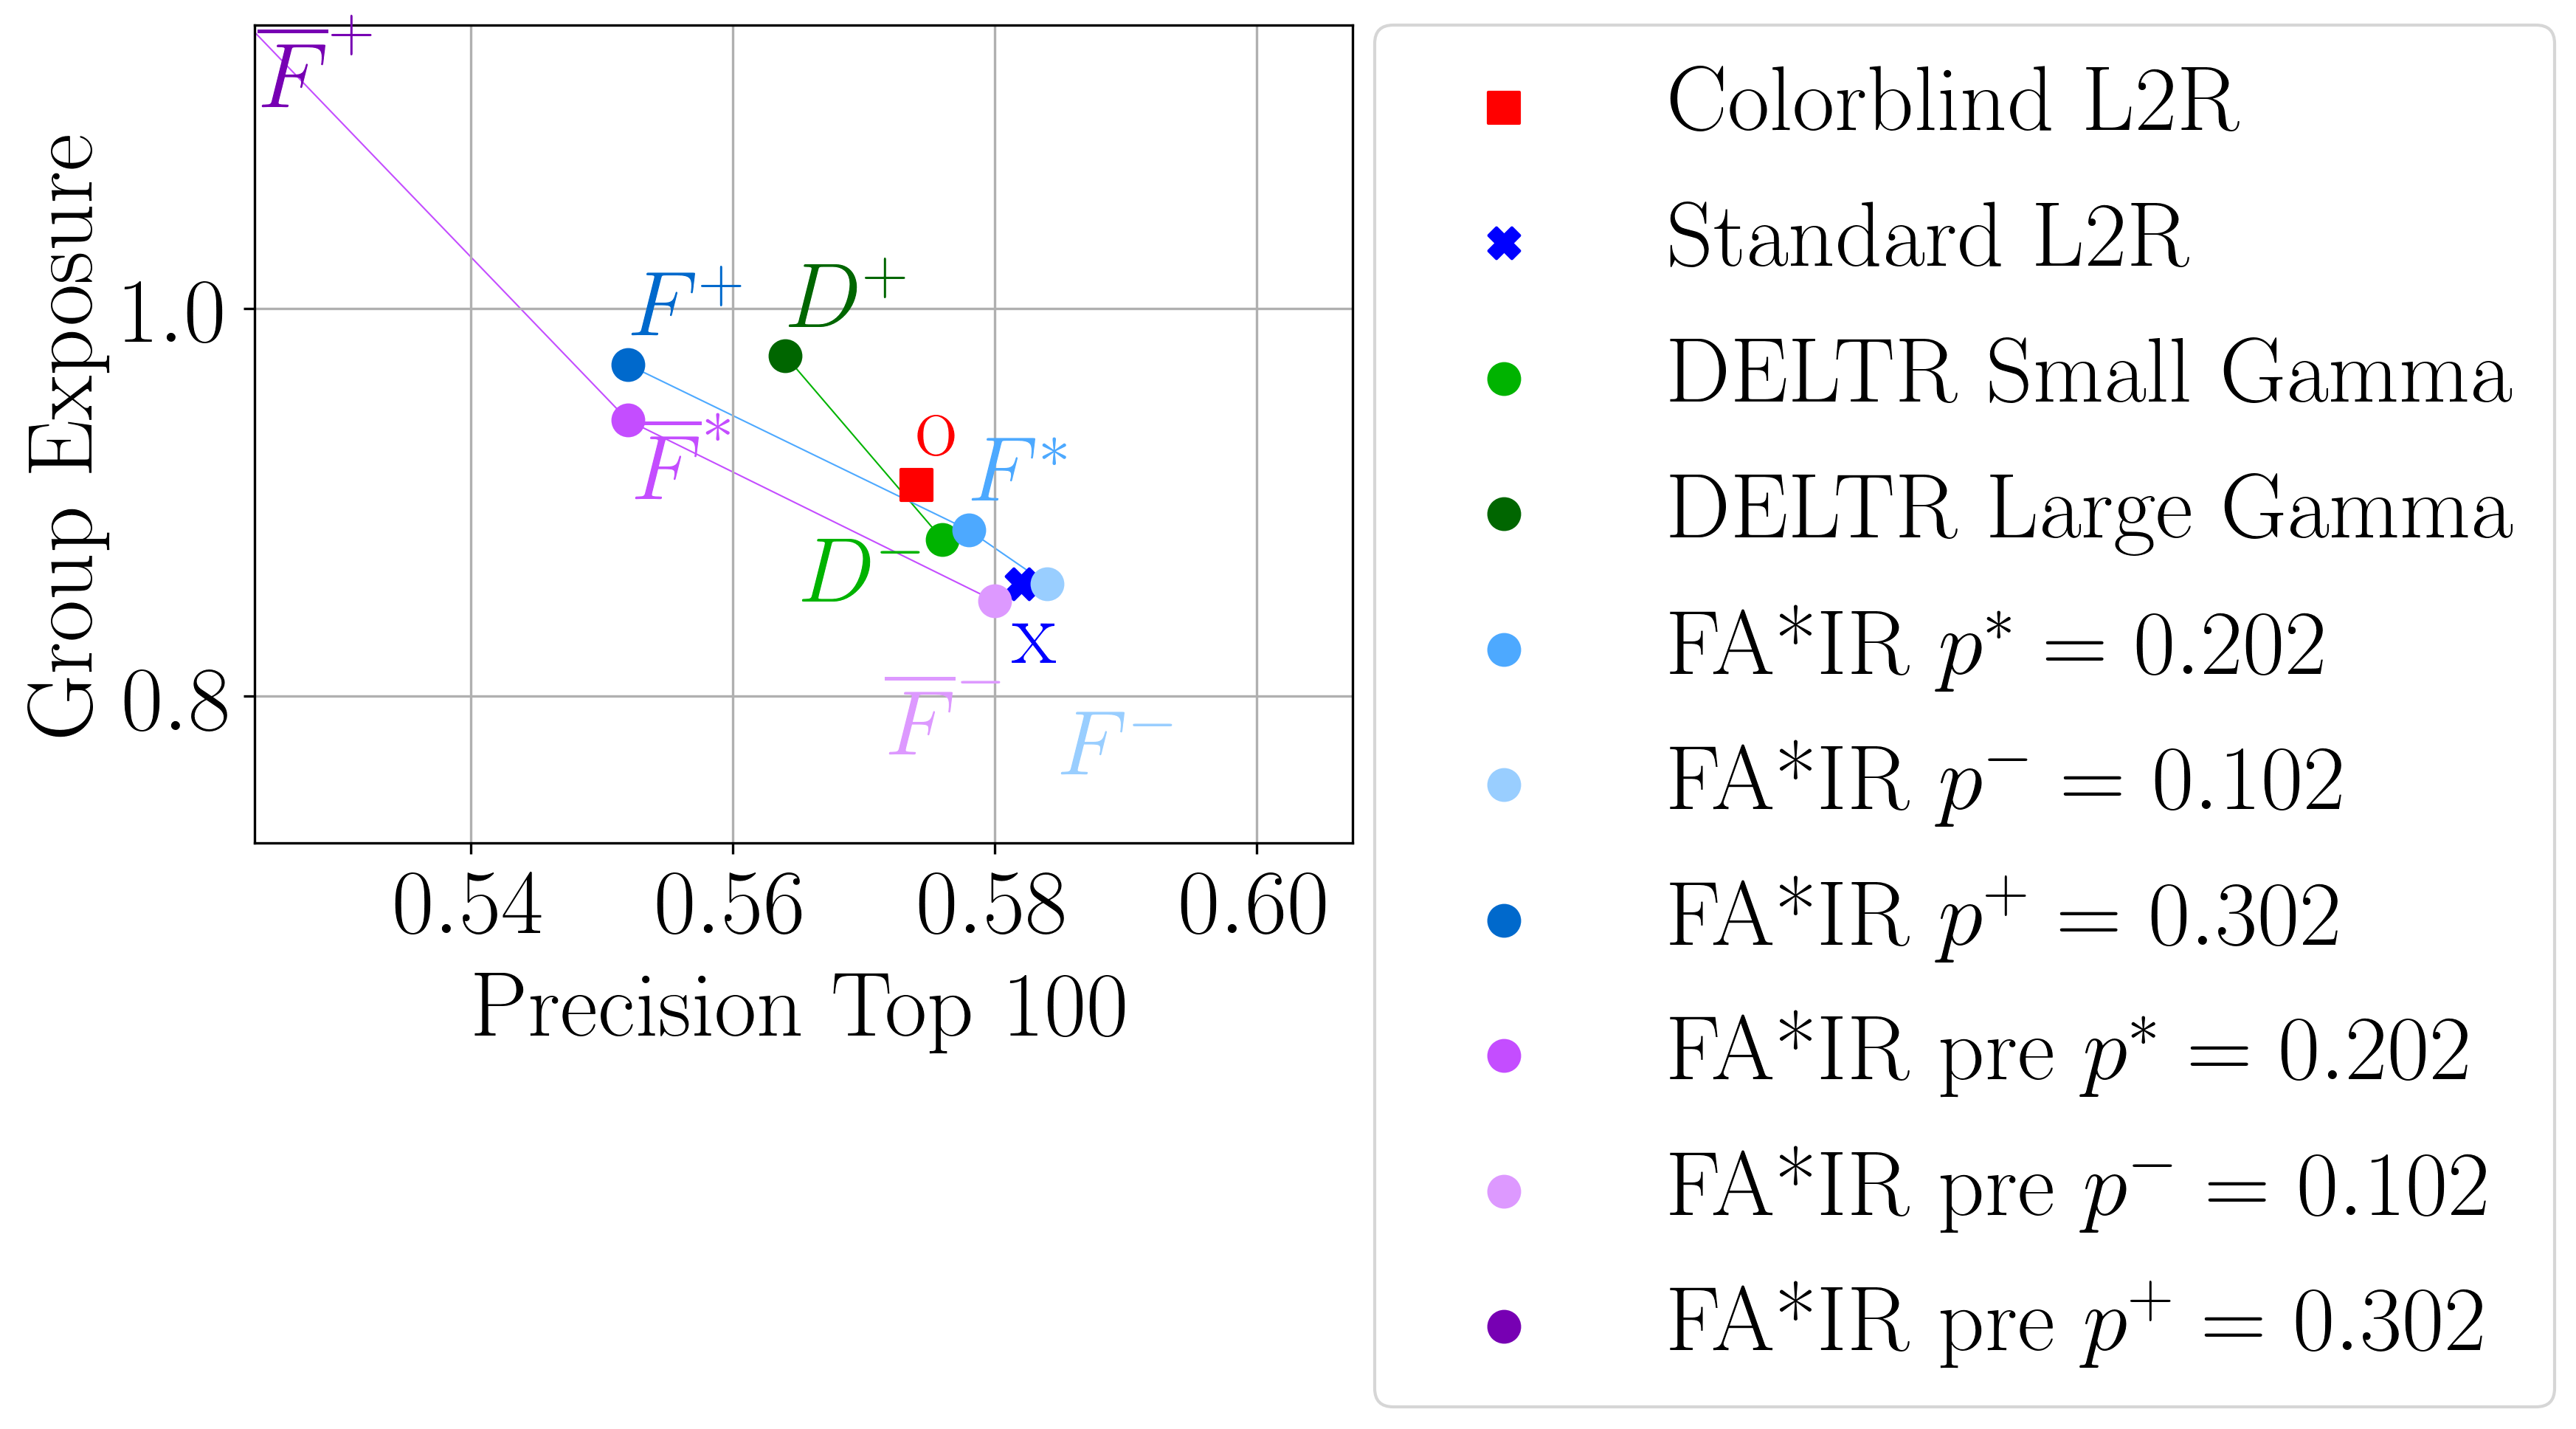 Group Exposure
1.0
0.8
0.54 0.56 0.58 0.60
Precision Top 100
F̅⁺
F⁺
D⁺
F̅*
o
F*
D⁻
x
F̅⁻
F⁻
Colorblind L2R
Standard L2R
DELTR Small Gamma
DELTR Large Gamma
FA*IR p* = 0.202
FA*IR p⁻ = 0.102
FA*IR p⁺ = 0.302
FA*IR pre p* = 0.202
FA*IR pre p⁻ = 0.102
FA*IR pre p⁺ = 0.302